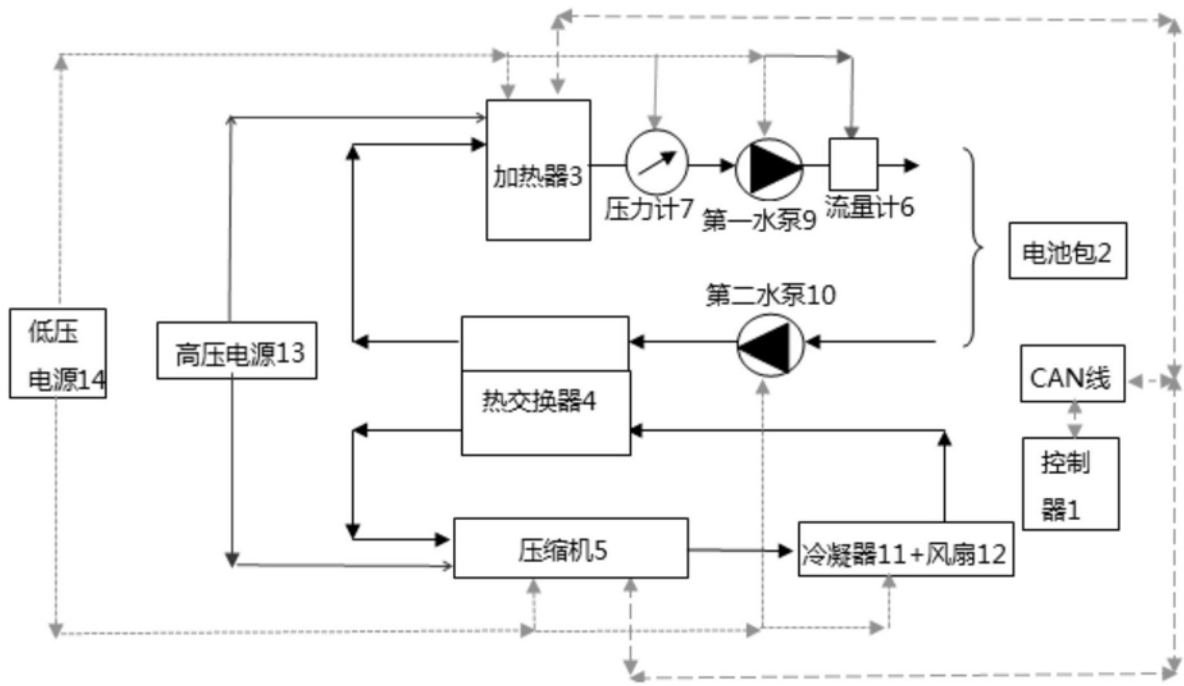 加热器3
压力计7
第一水泵9
流量计6
电池包2
第二水泵10
低压
电源14
高压电源13
热交换器4
CAN线
控制
器1
压缩机5
冷凝器11+风扇12